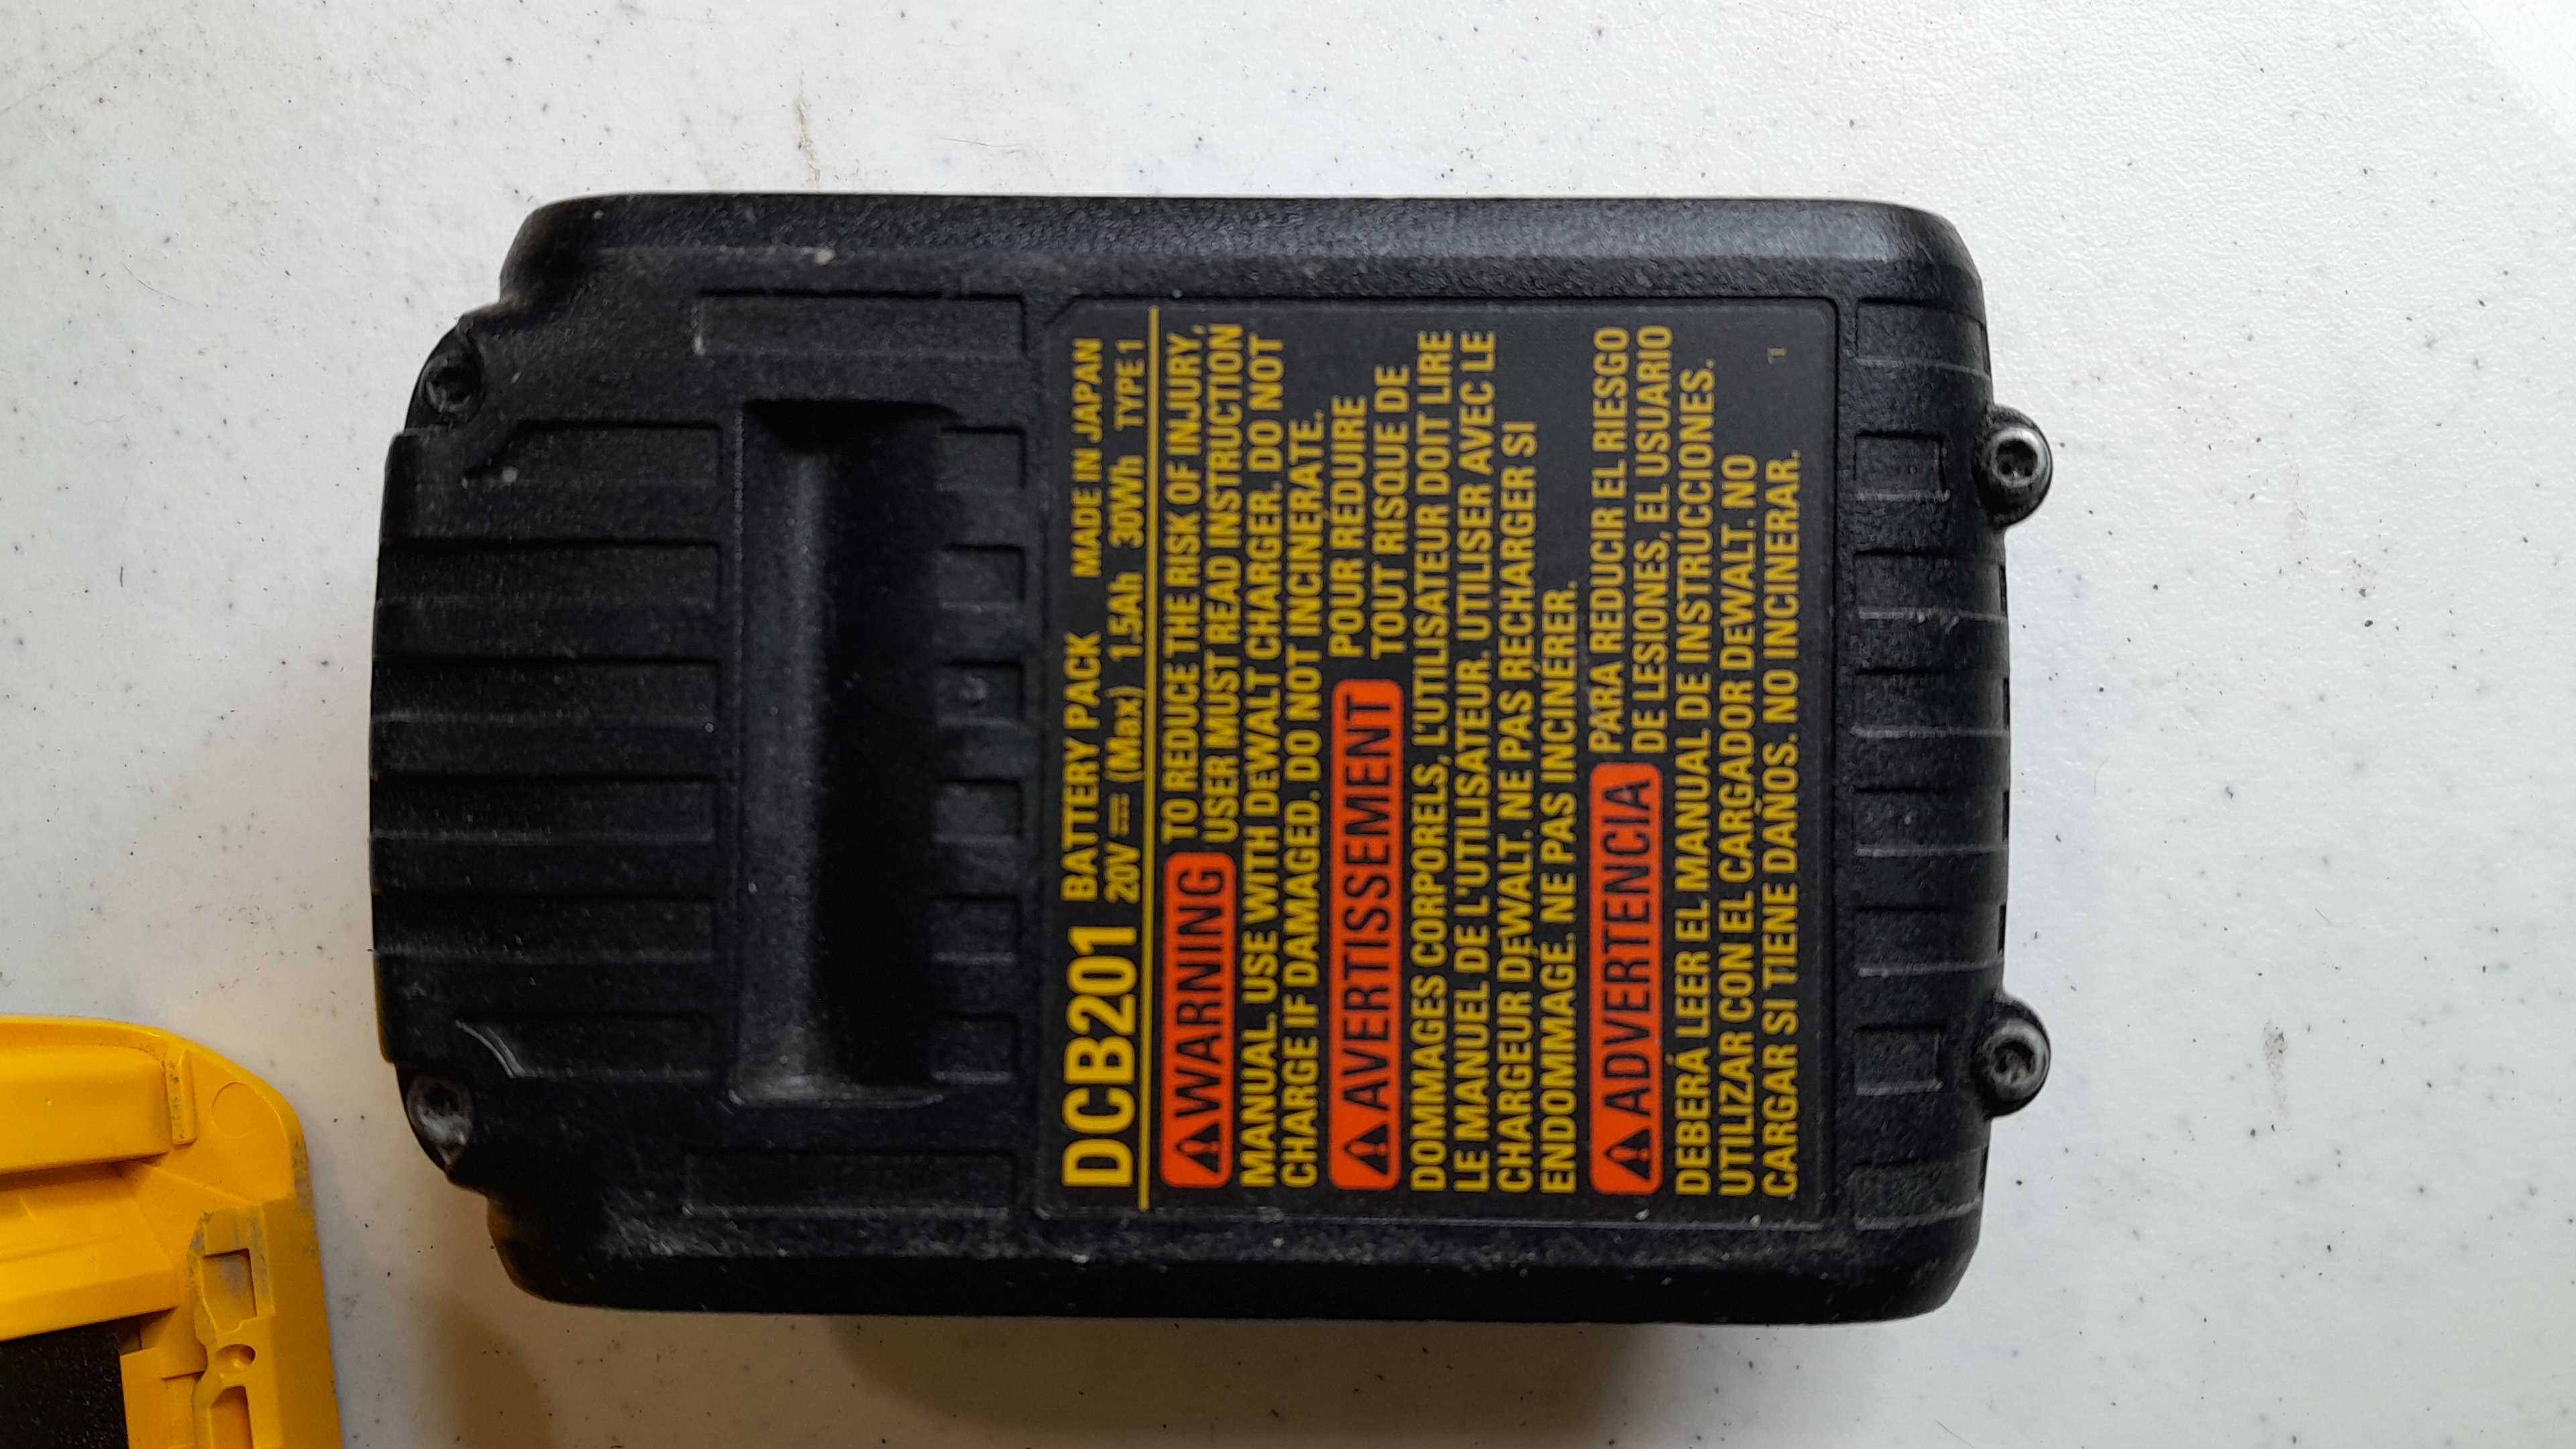 DCB201 BATTERY PACK MADE IN JAPAN
20V ⎓ (Max) 1.5Ah 30Wh TYPE 1
⚠WARNING TO REDUCE THE RISK OF INJURY,
USER MUST READ INSTRUCTION
MANUAL. USE WITH DEWALT CHARGER. DO NOT
CHARGE IF DAMAGED. DO NOT INCINERATE.
⚠AVERTISSEMENT POUR RÉDUIRE
TOUT RISQUE DE
DOMMAGES CORPORELS, L'UTILISATEUR DOIT LIRE
LE MANUEL DE L'UTILISATEUR. UTILISER AVEC LE
CHARGEUR DEWALT. NE PAS RECHARGER SI
ENDOMMAGÉ. NE PAS INCINÉRER.
⚠ADVERTENCIA PARA REDUCIR EL RIESGO
DE LESIONES, EL USUARIO
DEBERÁ LEER EL MANUAL DE INSTRUCCIONES.
UTILIZAR CON EL CARGADOR DEWALT. NO
CARGAR SI TIENE DAÑOS. NO INCINERAR.